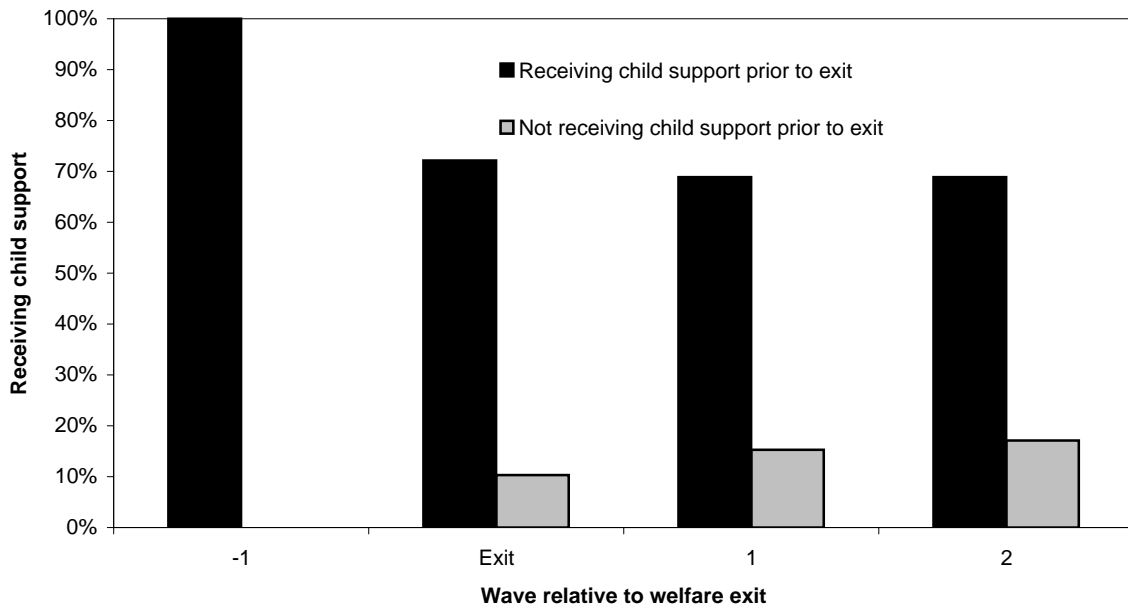 100%
90%
80%
70%
60%
50%
40%
30%
20%
10%
0%
Receiving child support
Receiving child support prior to exit
Not receiving child support prior to exit
-1 Exit 1 2
Wave relative to welfare exit